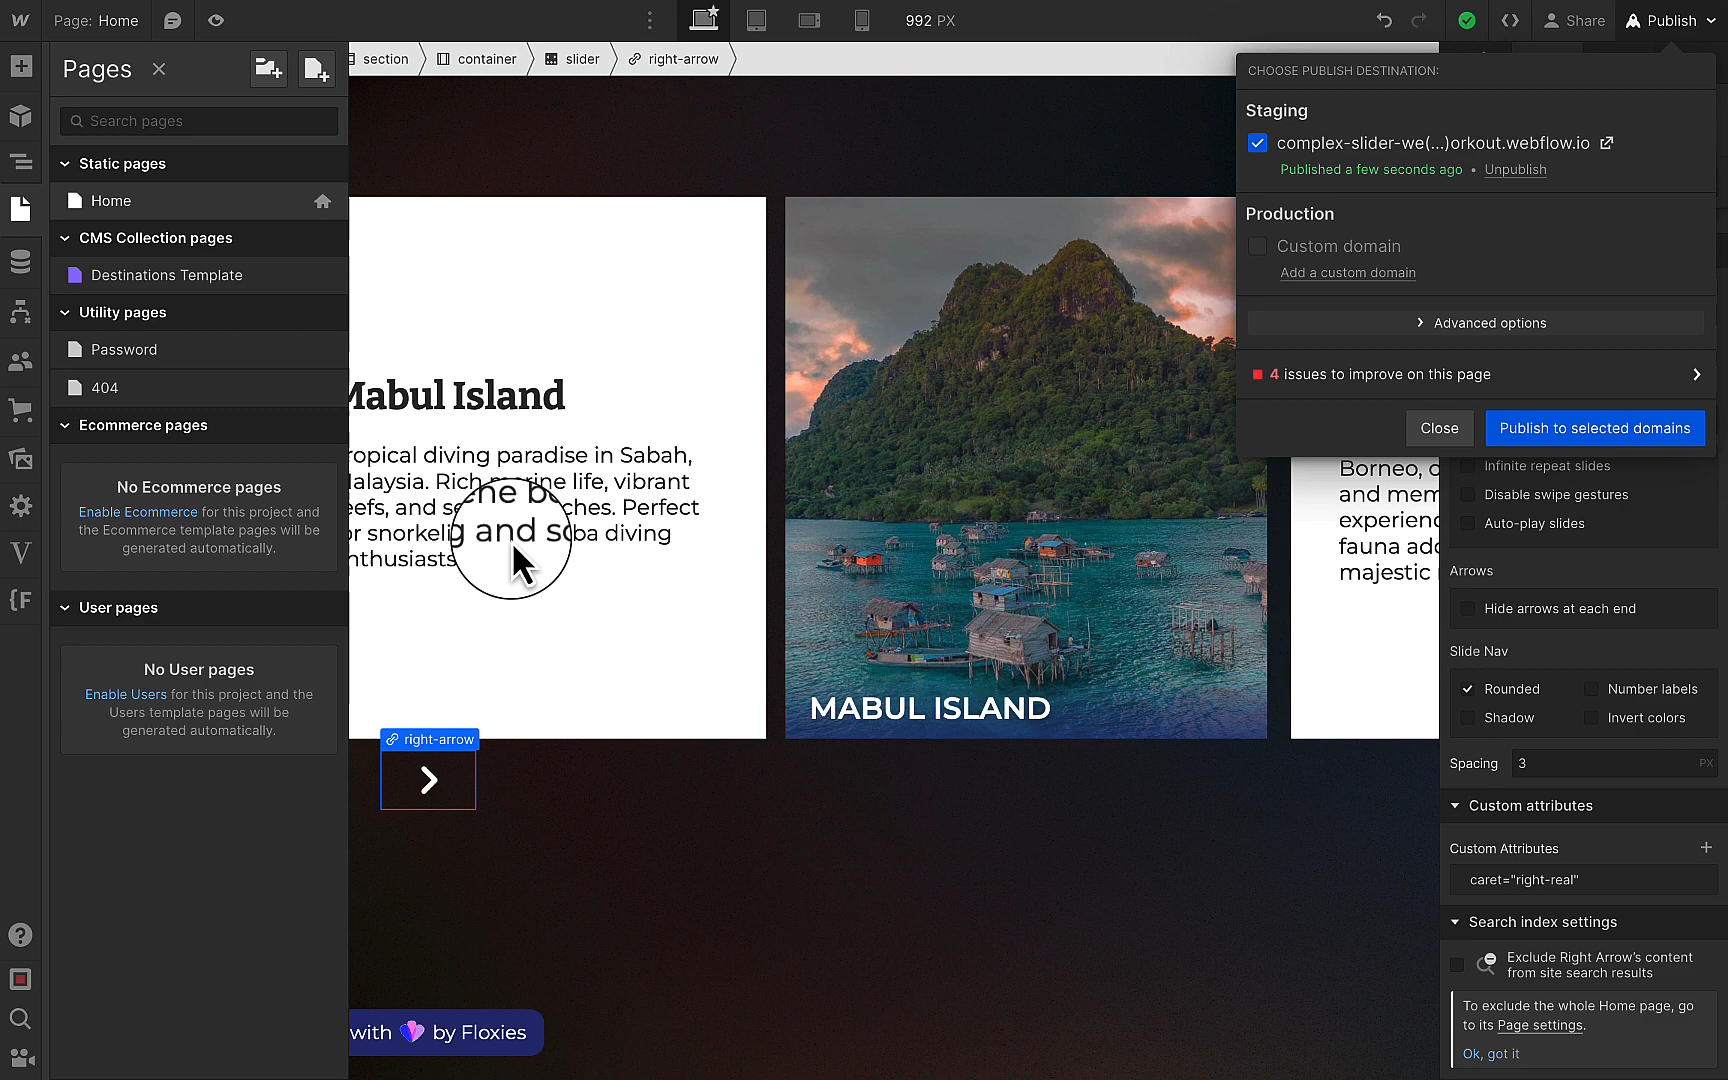 Page: Home
992 PX
Share
Publish
Pages
Search pages
Static pages
Home
CMS Collection pages
Destinations Template
Utility pages
Password
404
Ecommerce pages
No Ecommerce pages
Enable Ecommerce for this project and
the Ecommerce template pages will be
generated automatically.
User pages
No User pages
Enable Users for this project and the
Users template pages will be
generated automatically.
section
container
slider
right-arrow
Mabul Island
ropical diving paradise in Sabah,
alaysia. Rich marine life, vibrant
eefs, and se ches. Perfect
or snorkeling and scuba diving
nthusiasts
MABUL ISLAND
right-arrow
with by Floxies
CHOOSE PUBLISH DESTINATION:
Staging
complex-slider-we(...)orkout.webflow.io
Published a few seconds ago • Unpublish
Production
Custom domain
Add a custom domain
Advanced options
4 issues to improve on this page
Close
Publish to selected domains
Borneo,
and mem
experienc
fauna add
majestic
Infinite repeat slides
Disable swipe gestures
Auto-play slides
Arrows
Hide arrows at each end
Slide Nav
Rounded
Number labels
Shadow
Invert colors
Spacing
3
PX
Custom attributes
Custom Attributes
caret="right-real"
Search index settings
Exclude Right Arrow's content
from site search results
To exclude the whole Home page, go
to its Page settings.
Ok, got it